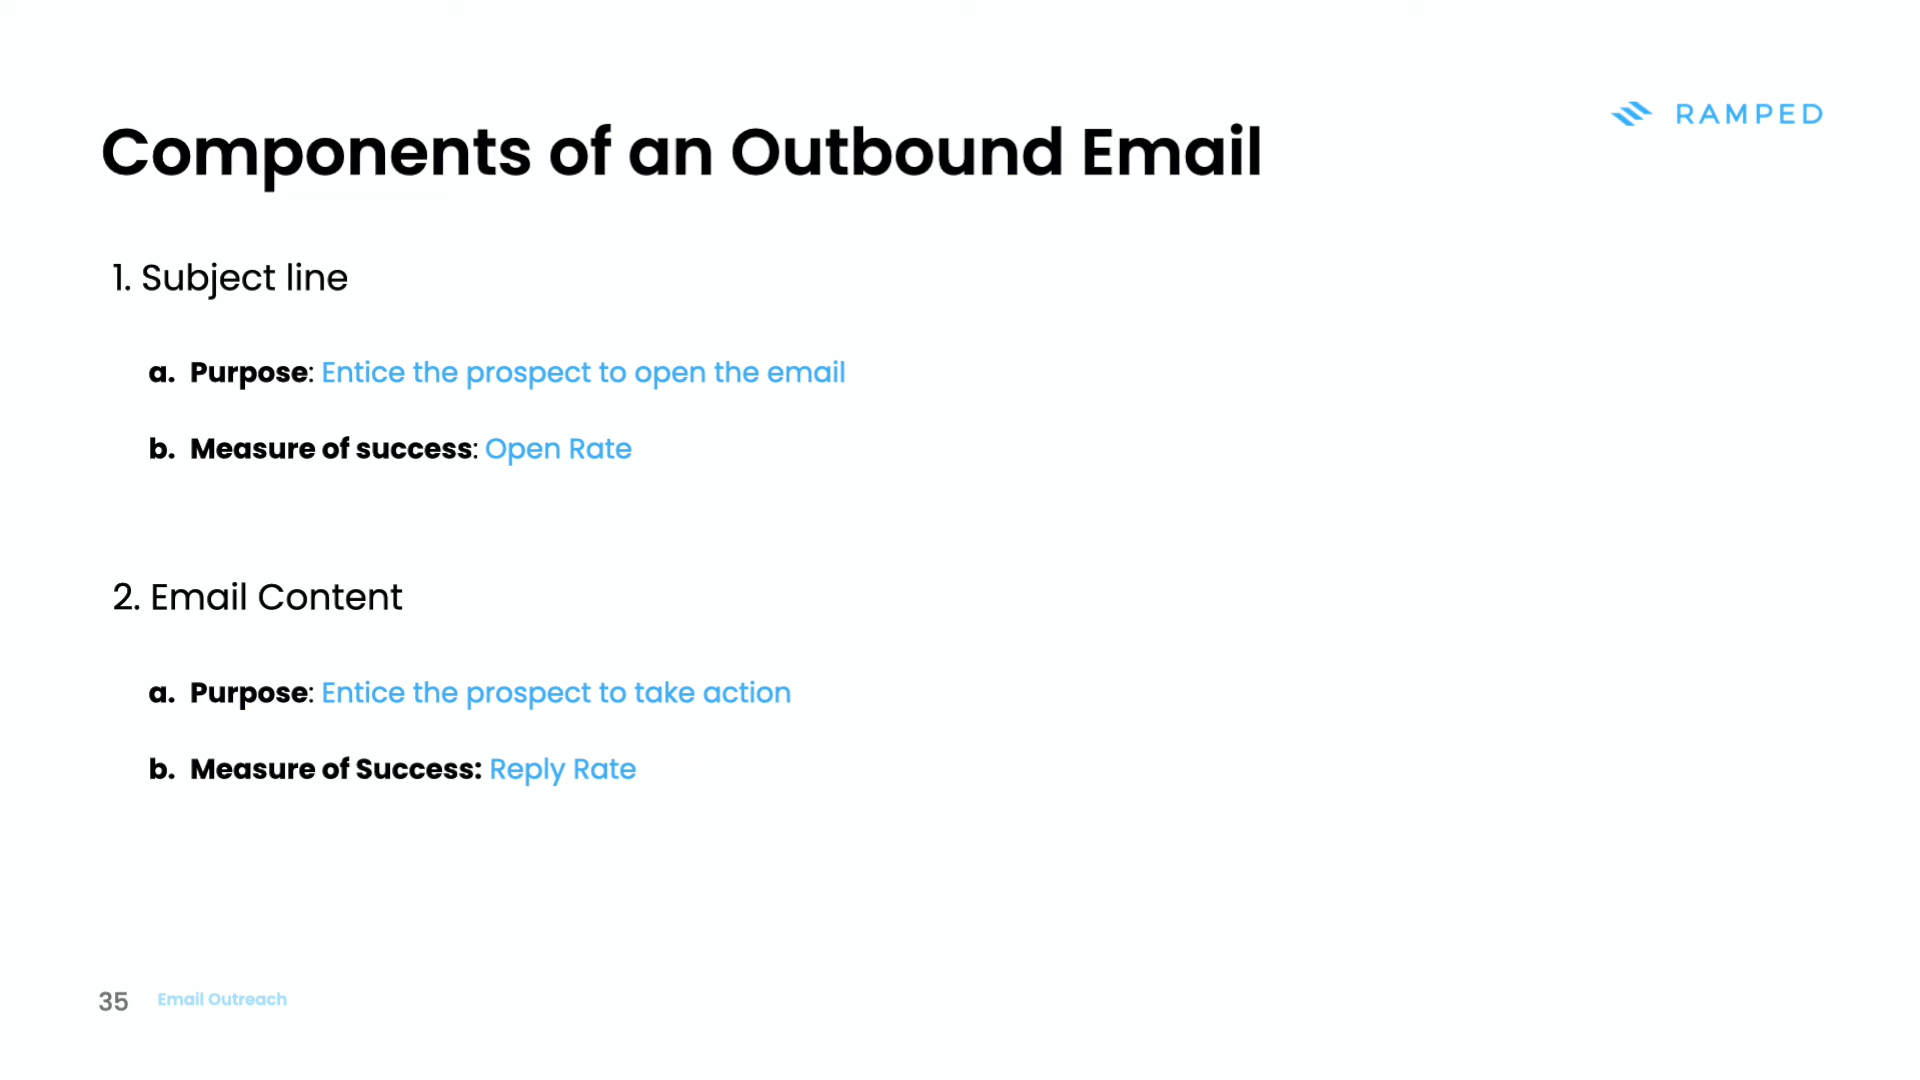 RAMPED
Components of an Outbound Email
1. Subject line
a. Purpose: Entice the prospect to open the email
b. Measure of success: Open Rate
2. Email Content
a. Purpose: Entice the prospect to take action
b. Measure of Success: Reply Rate
35 Email Outreach